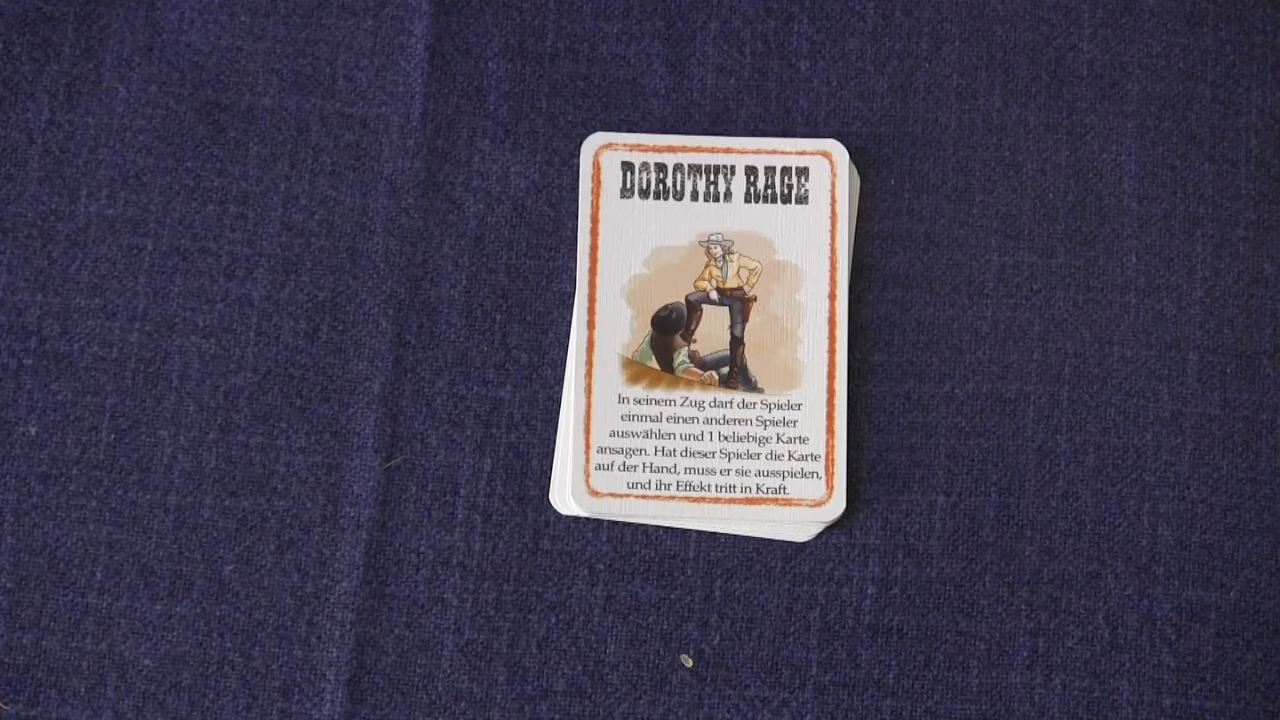 DOROTHY RAGE
In seinem Zug darf der Spieler
einmal einen anderen Spieler
auswählen und 1 beliebige Karte
ansagen. Hat dieser Spieler die Karte
auf der Hand, muss er sie ausspielen,
und ihr Effekt tritt in Kraft.